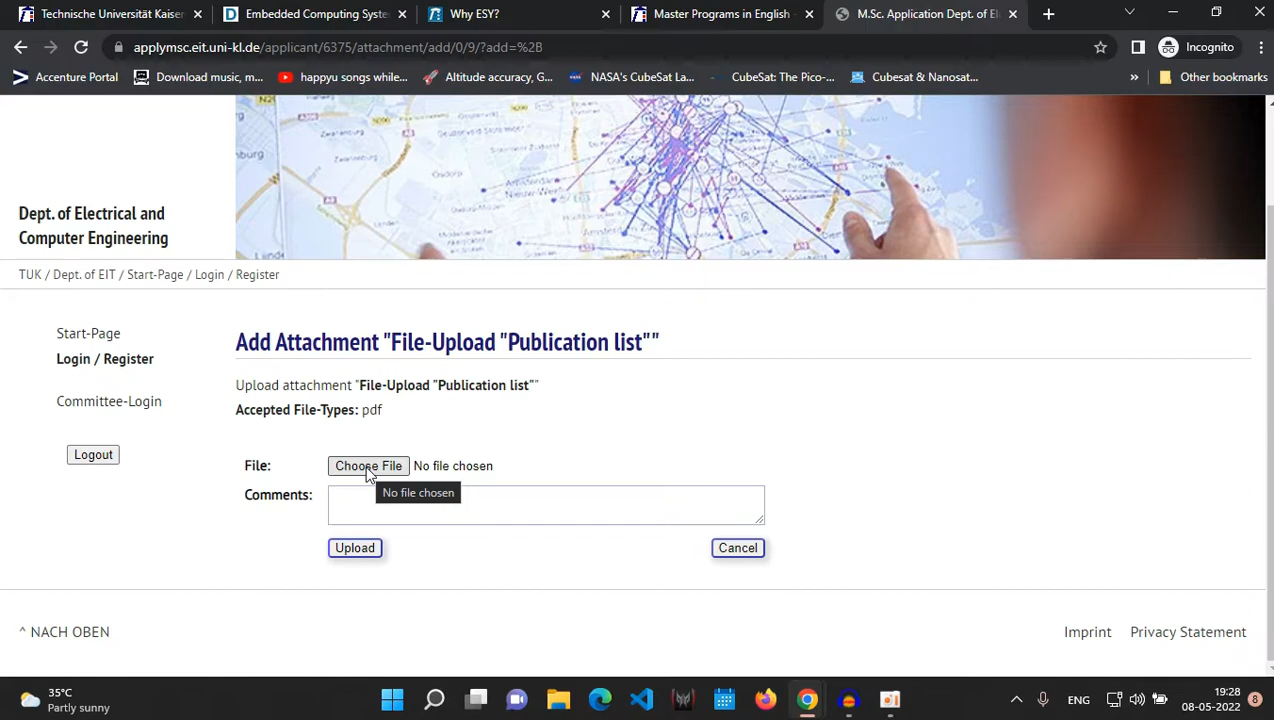 Technische Universität Kaiser
Embedded Computing Syste
Why ESY?
Master Programs in English -
M.Sc. Application Dept. of El
applymsc.eit.uni-kl.de/applicant/6375/attachment/add/0/9/?add=%2B
Incognito
Accenture Portal
Download music, m...
happyu songs while...
Altitude accuracy, G...
NASA's CubeSat La...
CubeSat: The Pico-...
Cubesat & Nanosat...
Other bookmarks
Dept. of Electrical and
Computer Engineering
TUK / Dept. of EIT / Start-Page / Login / Register
Start-Page
Login / Register
Committee-Login
Logout
Add Attachment "File-Upload "Publication list""
Upload attachment "File-Upload "Publication list""
Accepted File-Types: pdf
File:
Choose File No file chosen
No file chosen
Comments:
Upload
Cancel
^ NACH OBEN
Imprint
Privacy Statement
35°C
Partly sunny
ENG
19:28
08-05-2022
8